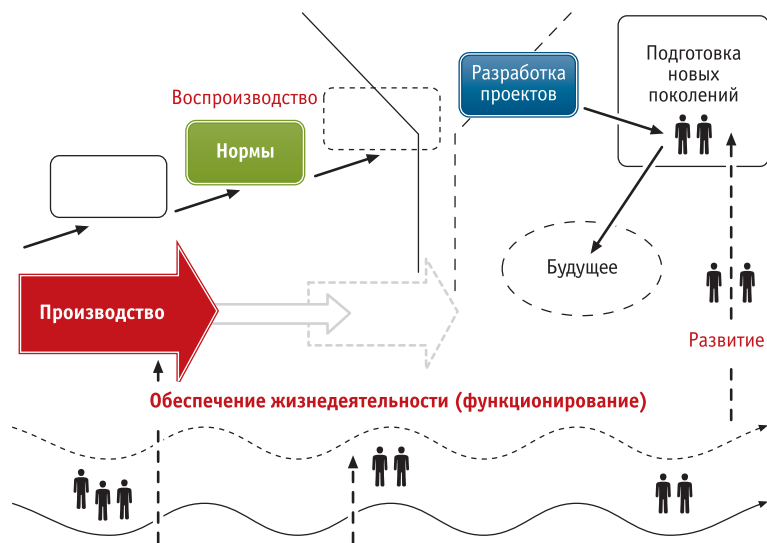 Разработка
проектов
Подготовка
новых
поколений
Воспроизводство
Нормы
Будущее
Производство
Развитие
Обеспечение жизнедеятельности (функционирование)